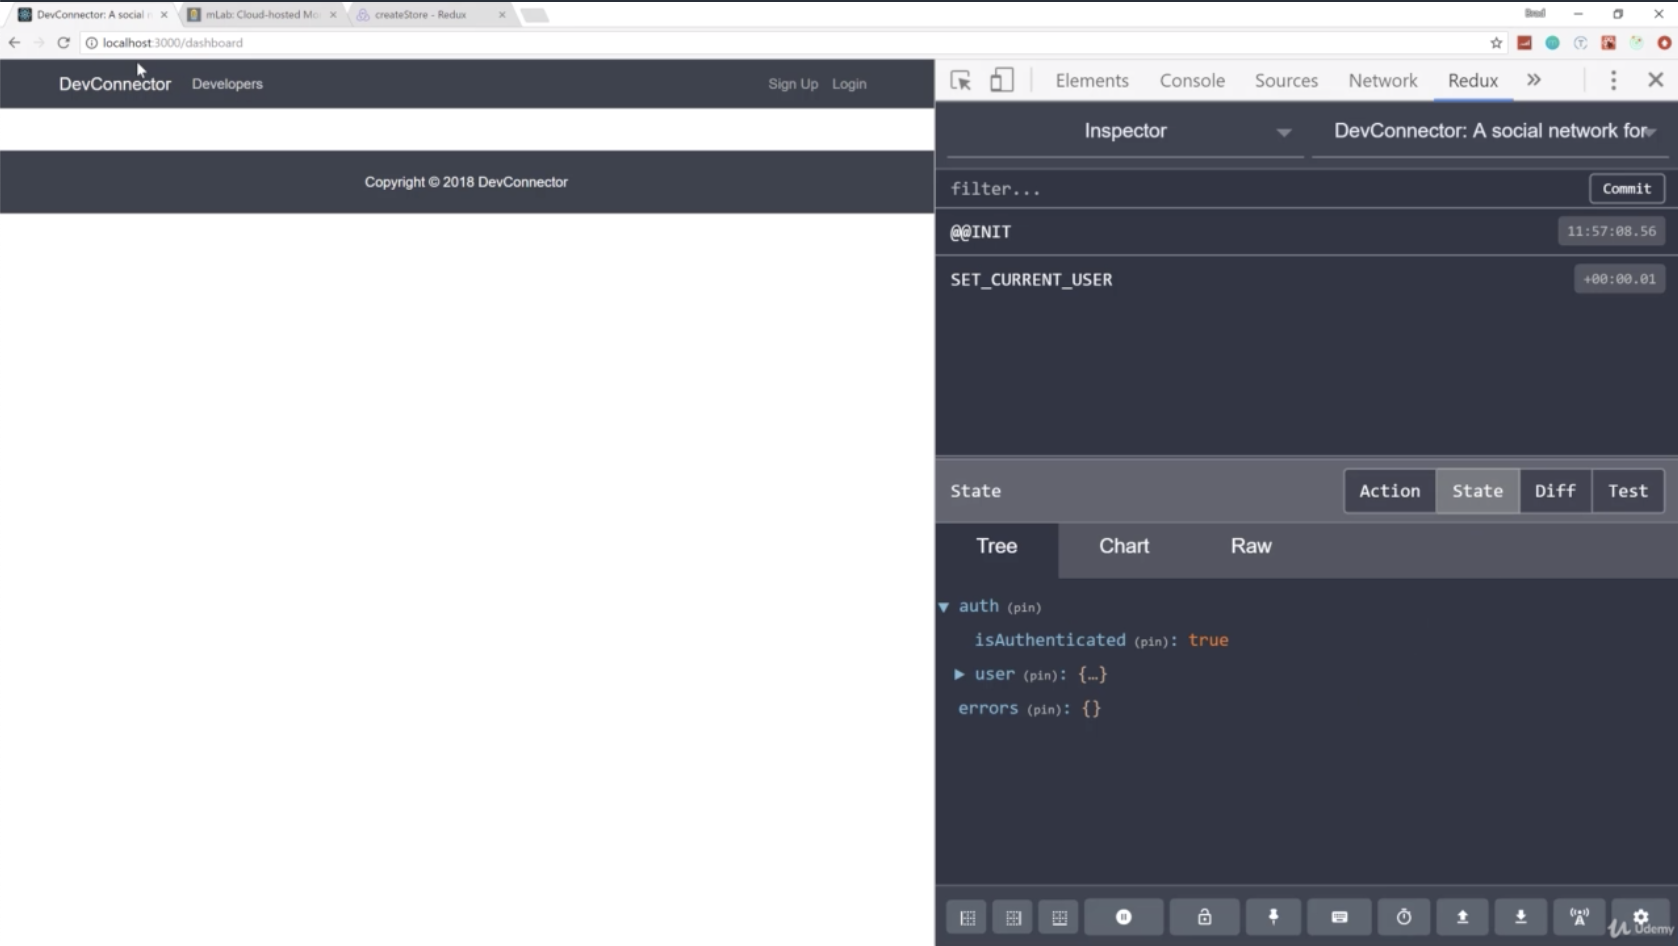 DevConnector: A social
mLab: Cloud-hosted Mo
createStore - Redux
Brad
localhost:3000/dashboard
DevConnector Developers Sign Up Login
Copyright © 2018 DevConnector
Elements Console Sources Network Redux »
Inspector DevConnector: A social network for
filter... Commit
@@INIT 11:57:08.56
SET_CURRENT_USER +00:00.01
State Action State Diff Test
Tree Chart Raw
auth (pin)
isAuthenticated (pin): true
user (pin): {…}
errors (pin): {}
Udemy